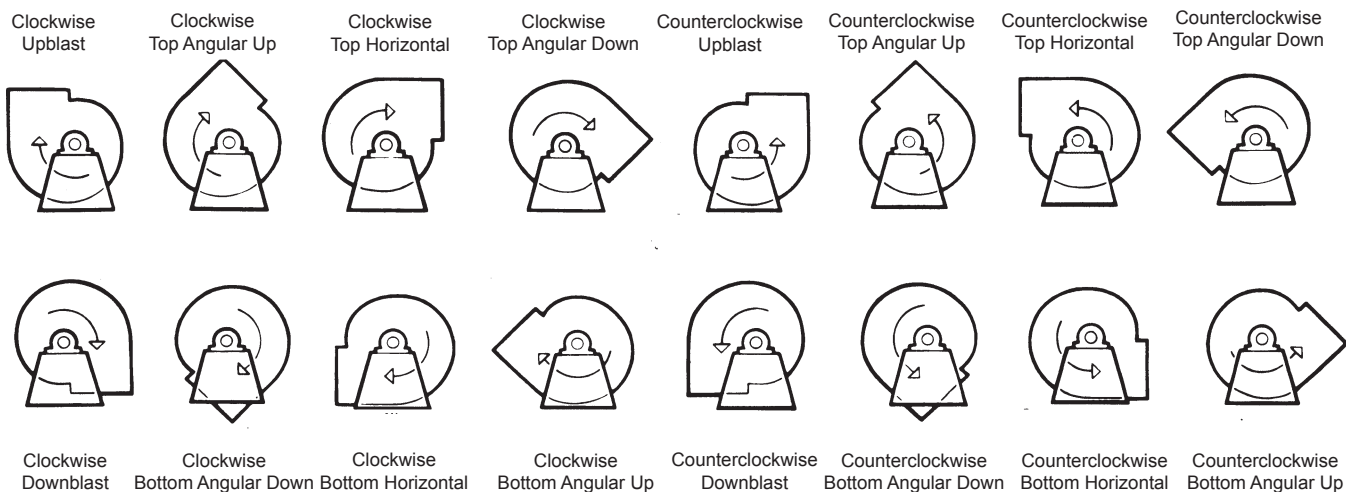 Clockwise
Upblast
Clockwise
Top Angular Up
Clockwise
Top Horizontal
Clockwise
Top Angular Down
Counterclockwise
Upblast
Counterclockwise
Top Angular Up
Counterclockwise
Top Horizontal
Counterclockwise
Top Angular Down
Clockwise
Downblast
Clockwise
Bottom Angular Down
Clockwise
Bottom Horizontal
Clockwise
Bottom Angular Up
Counterclockwise
Downblast
Counterclockwise
Bottom Angular Down
Counterclockwise
Bottom Horizontal
Counterclockwise
Bottom Angular Up